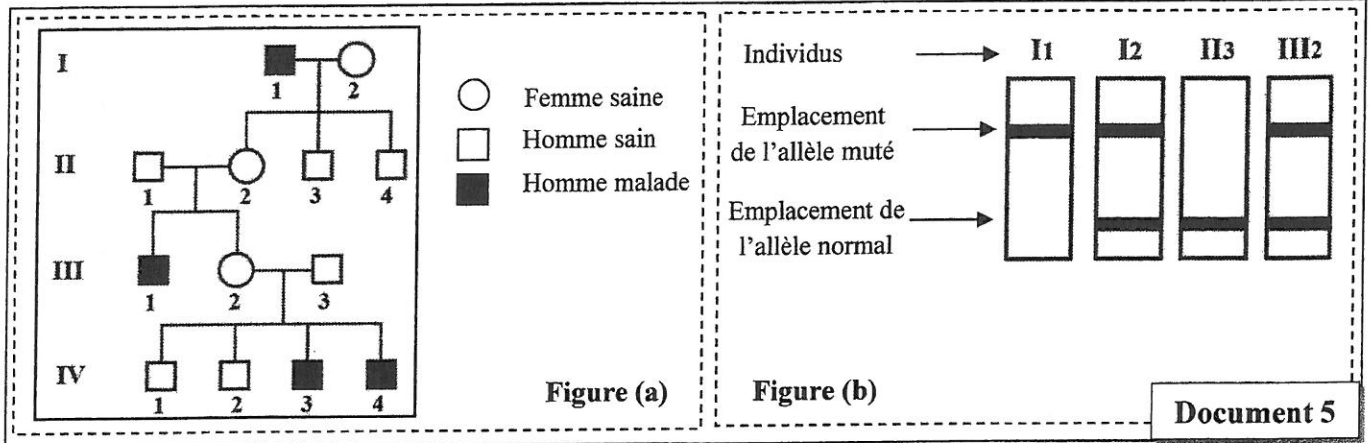 I
1 2
II
1 2 3 4
III
1 2 3
IV
1 2 3 4
Femme saine
Homme sain
Homme malade
Figure (a)
Individus I1 I2 II3 III2
Emplacement
de l'allèle muté
Emplacement de
l'allèle normal
Figure (b)
Document 5